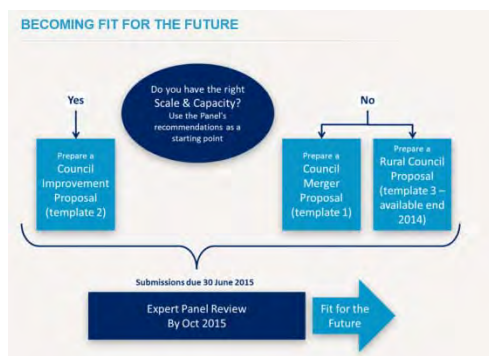 BECOMING FIT FOR THE FUTURE
Do you have the right
Scale & Capacity?
Use the Panel's
recommendations as a
starting point
Yes
No
Prepare a
Council
Improvement
Proposal
(template 2)
Prepare a
Council
Merger
Proposal
(template 1)
Prepare a
Rural Council
Proposal
(template 3 –
available end
2014)
Submissions due 30 June 2015
Expert Panel Review
By Oct 2015
Fit for the
Future